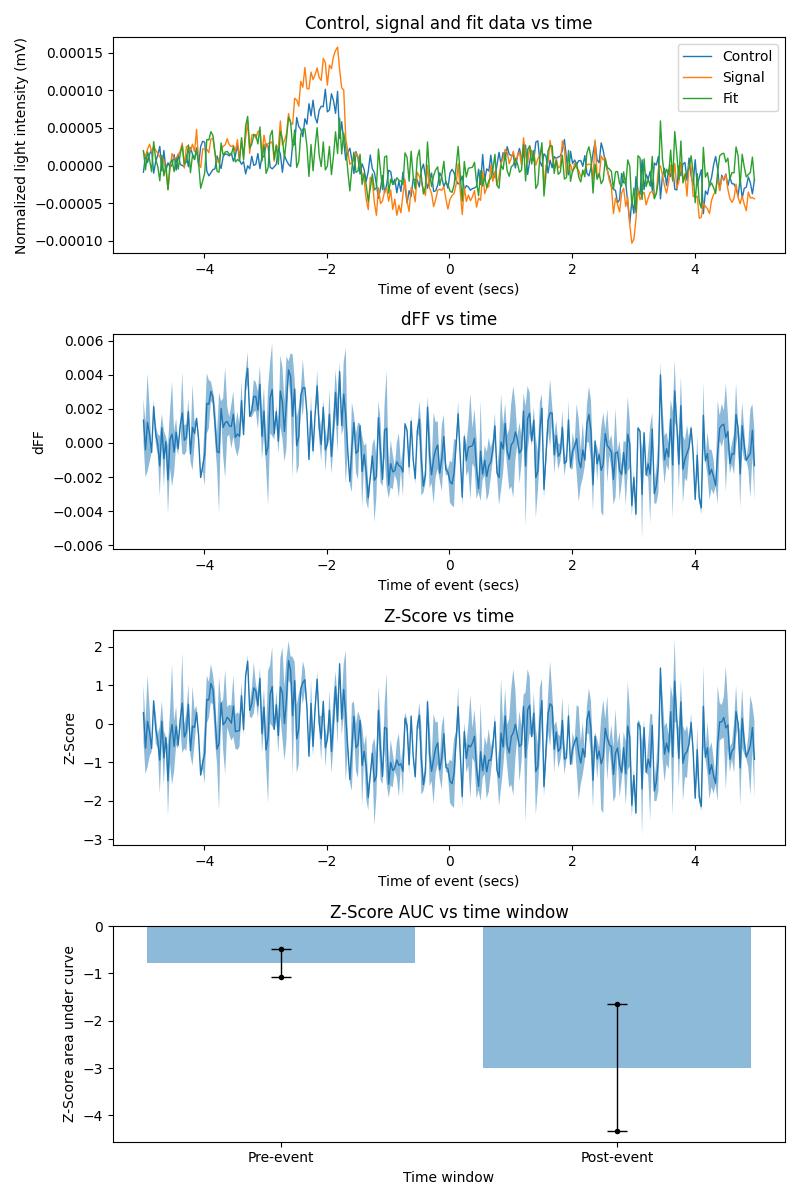 Control, signal and fit data vs time
Normalized light intensity (mV)
0.00015
0.00010
0.00005
0.00000
−0.00005
−0.00010
Control
Signal
Fit
−4
−2
0
2
4
Time of event (secs)
dFF vs time
dFF
0.006
0.004
0.002
0.000
−0.002
−0.004
−0.006
−4
−2
0
2
4
Time of event (secs)
Z-Score vs time
Z-Score
2
1
0
−1
−2
−3
−4
−2
0
2
4
Time of event (secs)
Z-Score AUC vs time window
Z-Score area under curve
0
−1
−2
−3
−4
Pre-event
Post-event
Time window